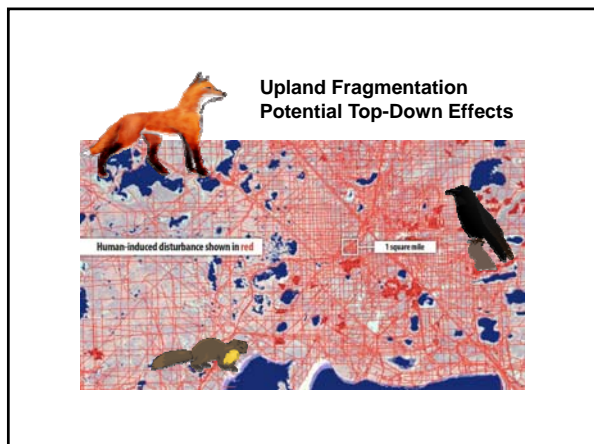 Upland Fragmentation
Potential Top-Down Effects
Human-induced disturbance shown in red
1 square mile